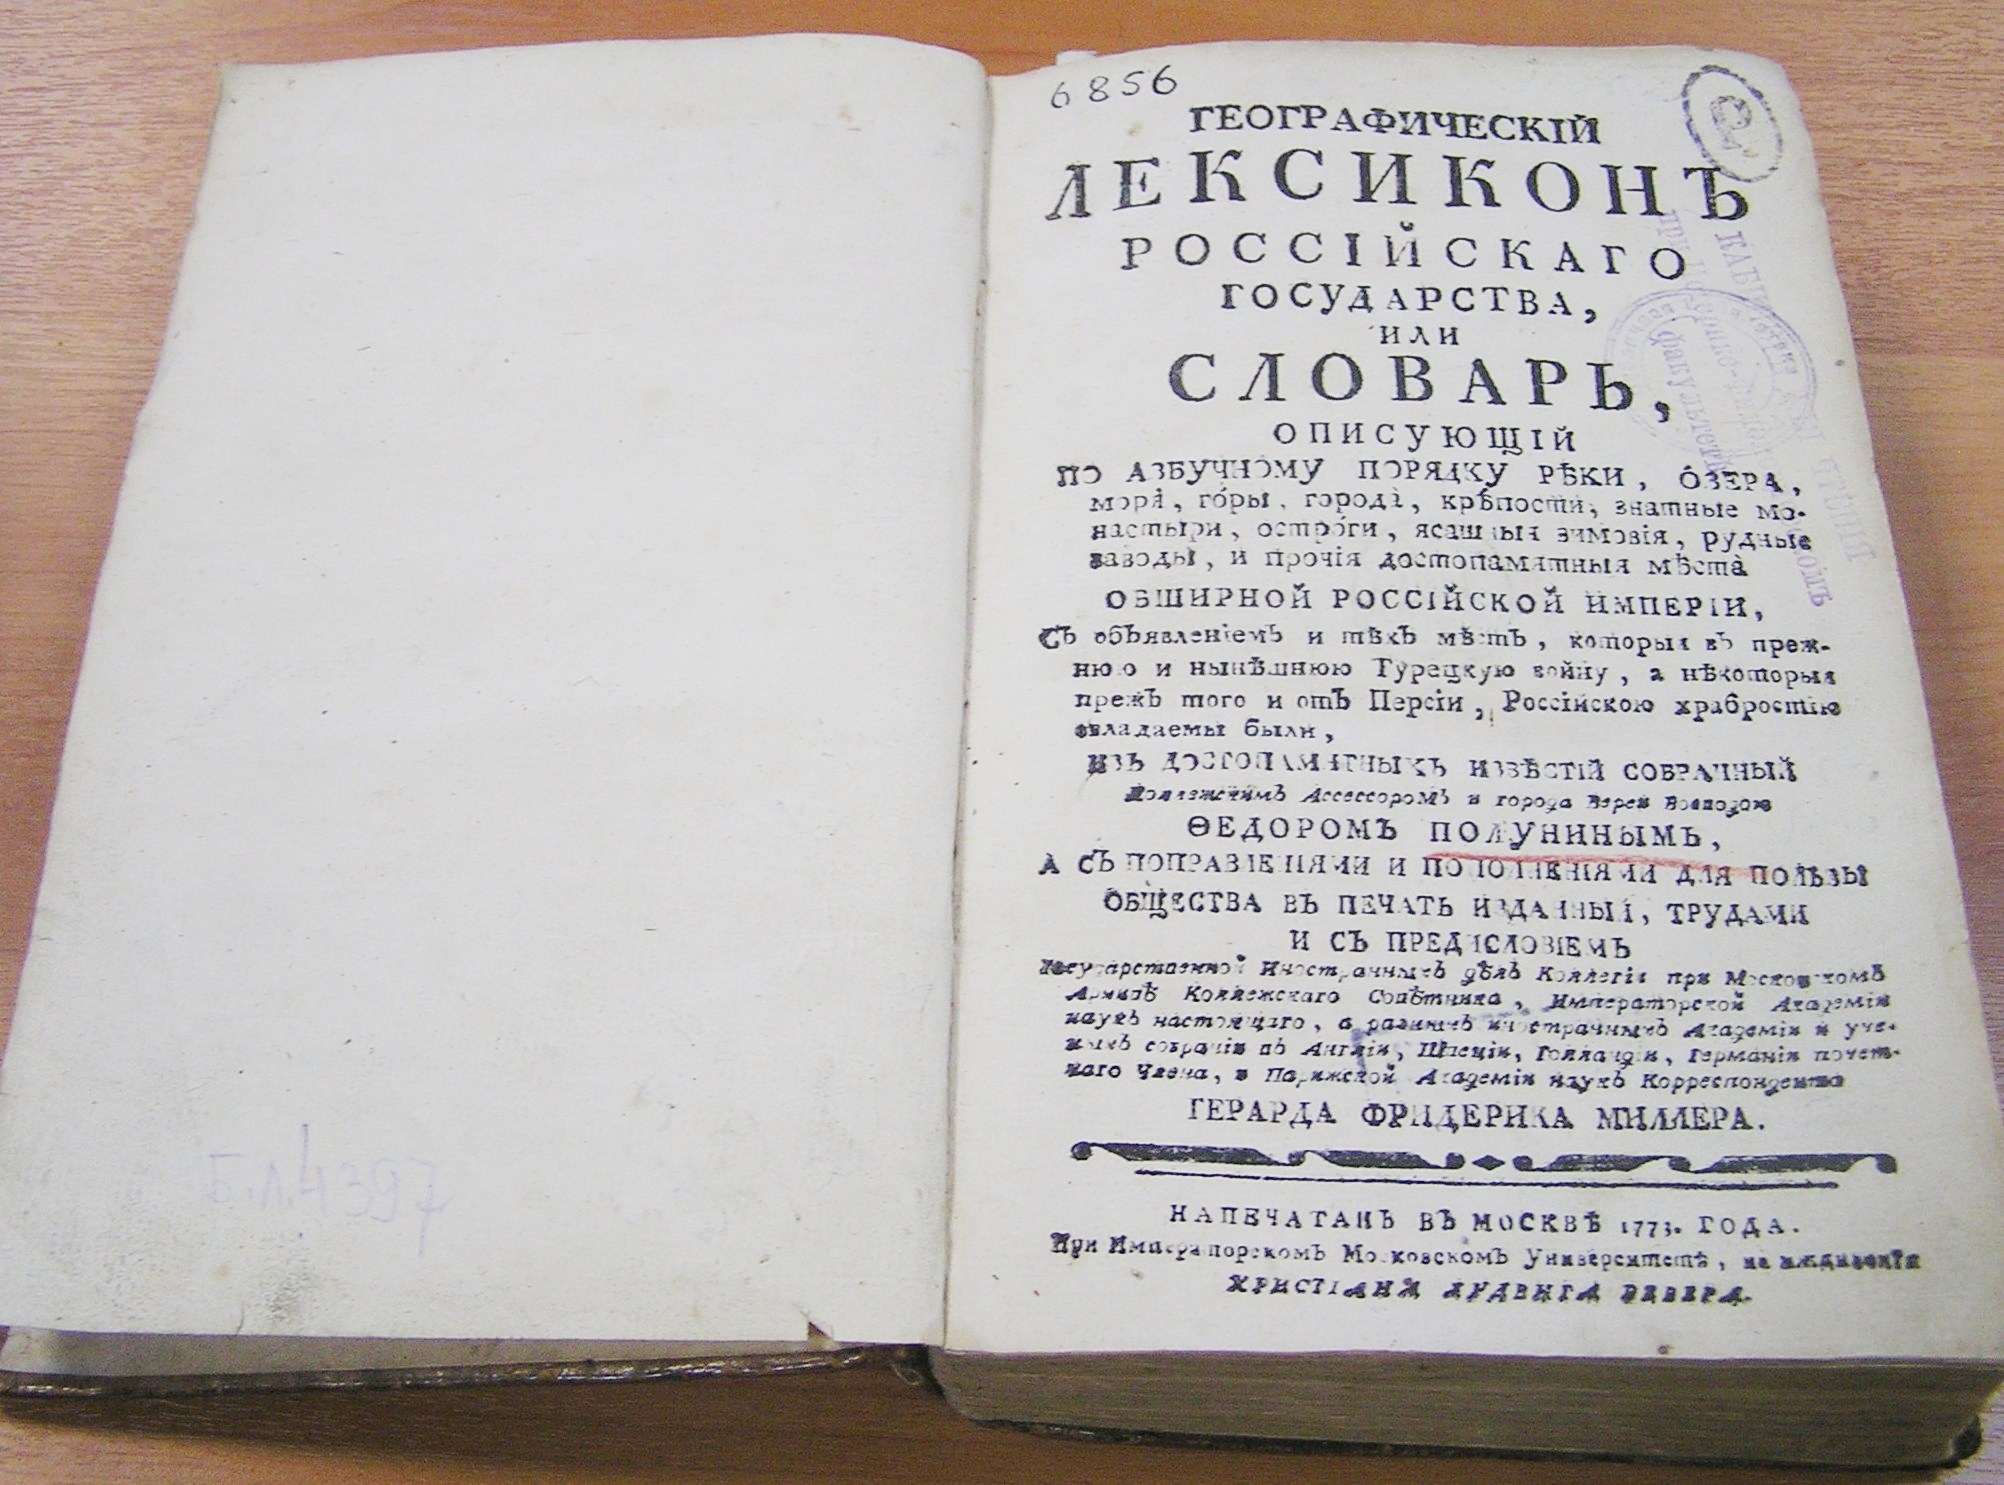 6856
ГЕОГРАФИЧЕСКІЙ
ЛЕКСИКОНЪ
РОССІЙСКАГО
ГОСУДАРСТВА,
ИЛИ
СЛОВАРЬ,
ОПИСУЮЩІЙ
ПО АЗБУЧНОМУ ПОРЯДКУ РѢКИ, ОЗЕРА,
моря̀, го́ры, города̀, крѣпости, знатные мо-
настыри, остро́ги, ясашныя зимовія, рудные
заводы, и прочія достопамятныя мѣста̀
ОБШИРНОЙ РОССІЙСКОЙ ИМПЕРІИ,
Съ объявленіемъ и тѣхъ мѣстъ, которыя въ преж-
нюю и нынѣшнюю Турецкую войну, а нѣкоторыя
прежъ того и отъ Персіи, Россійскою храбростію
овладаемы были,
ИЗЪ ДОСТОПАМЯТНЫХЪ ИЗВѢСТІЙ СОБРАННЫЙ
Коллежскимъ Ассессоромъ и города Вереи Воеводою
ѲЕДОРОМЪ ПОЛУНИНЫМЪ,
А СЪ ПОПРАВЛЕНІЯМИ И ПОПОЛНЕНІЯМИ ДЛЯ ПОЛЬЗЫ
ОБЩЕСТВА ВЪ ПЕЧАТЬ ИЗДАННЫЙ, ТРУДАМИ
И СЪ ПРЕДИСЛОВІЕМЪ
Государственной Иностранныхъ дѣлъ Коллегіи при Московскомъ
Архивѣ Коллежскаго Совѣтника, Императорской Академіи
наукъ настоящаго, а разныхъ иностранныхъ Академій и уче-
ныхъ собраній въ Англіи, Швеціи, Голландіи, Германіи почет-
наго Члена, и Парижской Академіи наукъ Корреспондента
ГЕРАРДА ФРИДЕРИКА МИЛЛЕРА.
НАПЕЧАТАНЪ ВЪ МОСКВѢ 1773. ГОДА.
При Императорскомъ Московскомъ Университетѣ, на иждивеніи
ХРИСТІАНА ЛУДВИГА ВЕВЕРА.
Б.л.4397